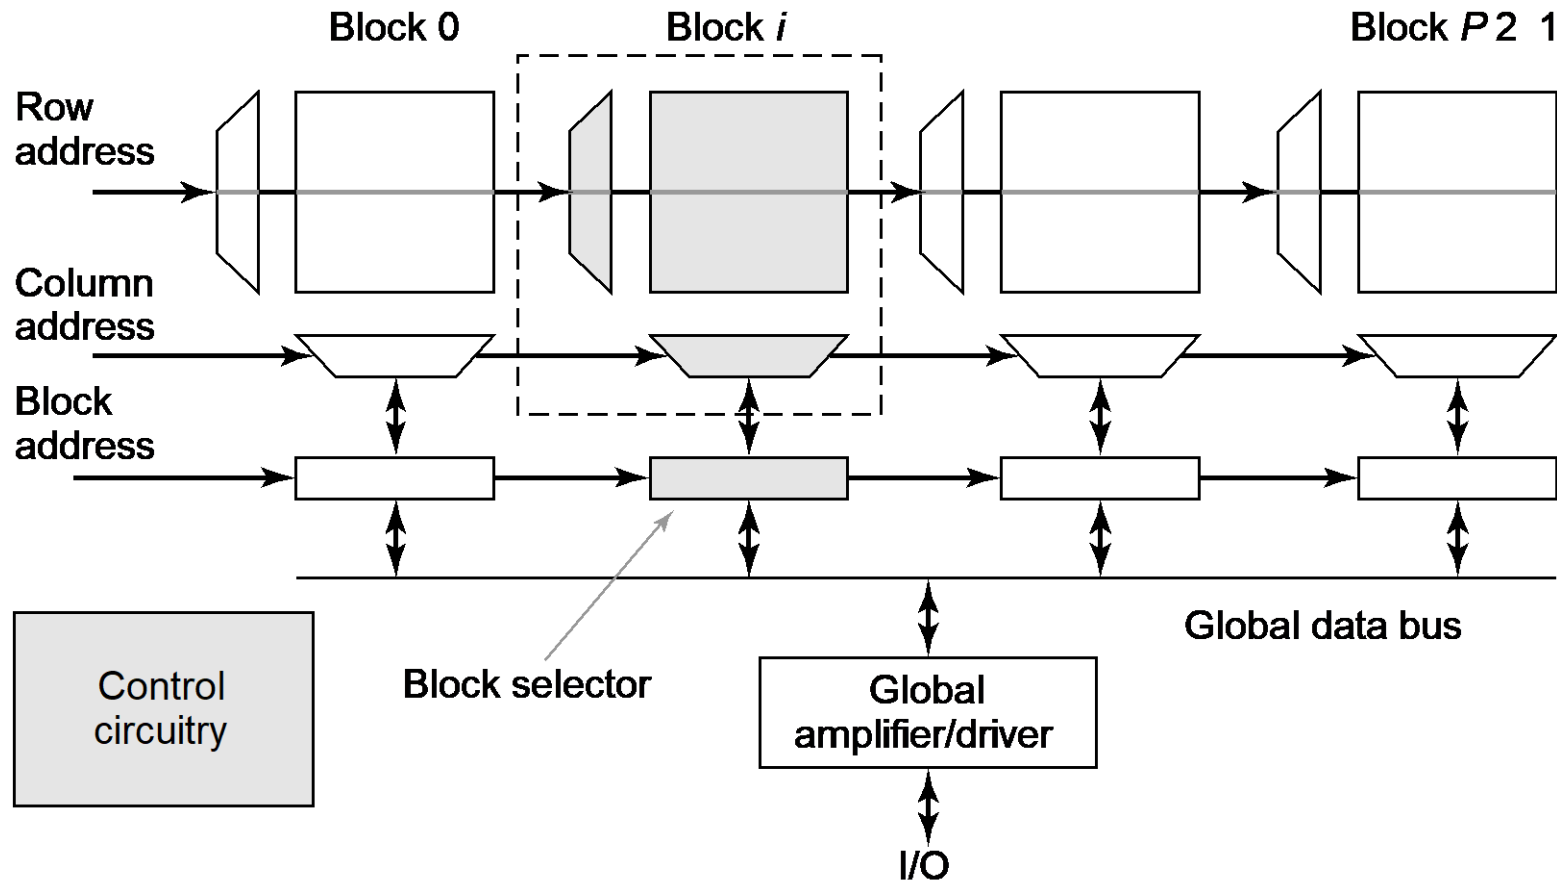 Block 0
Block i
Block P 2 1
Row
address
Column
address
Block
address
Global data bus
Control
circuitry
Block selector
Global
amplifier/driver
I/O